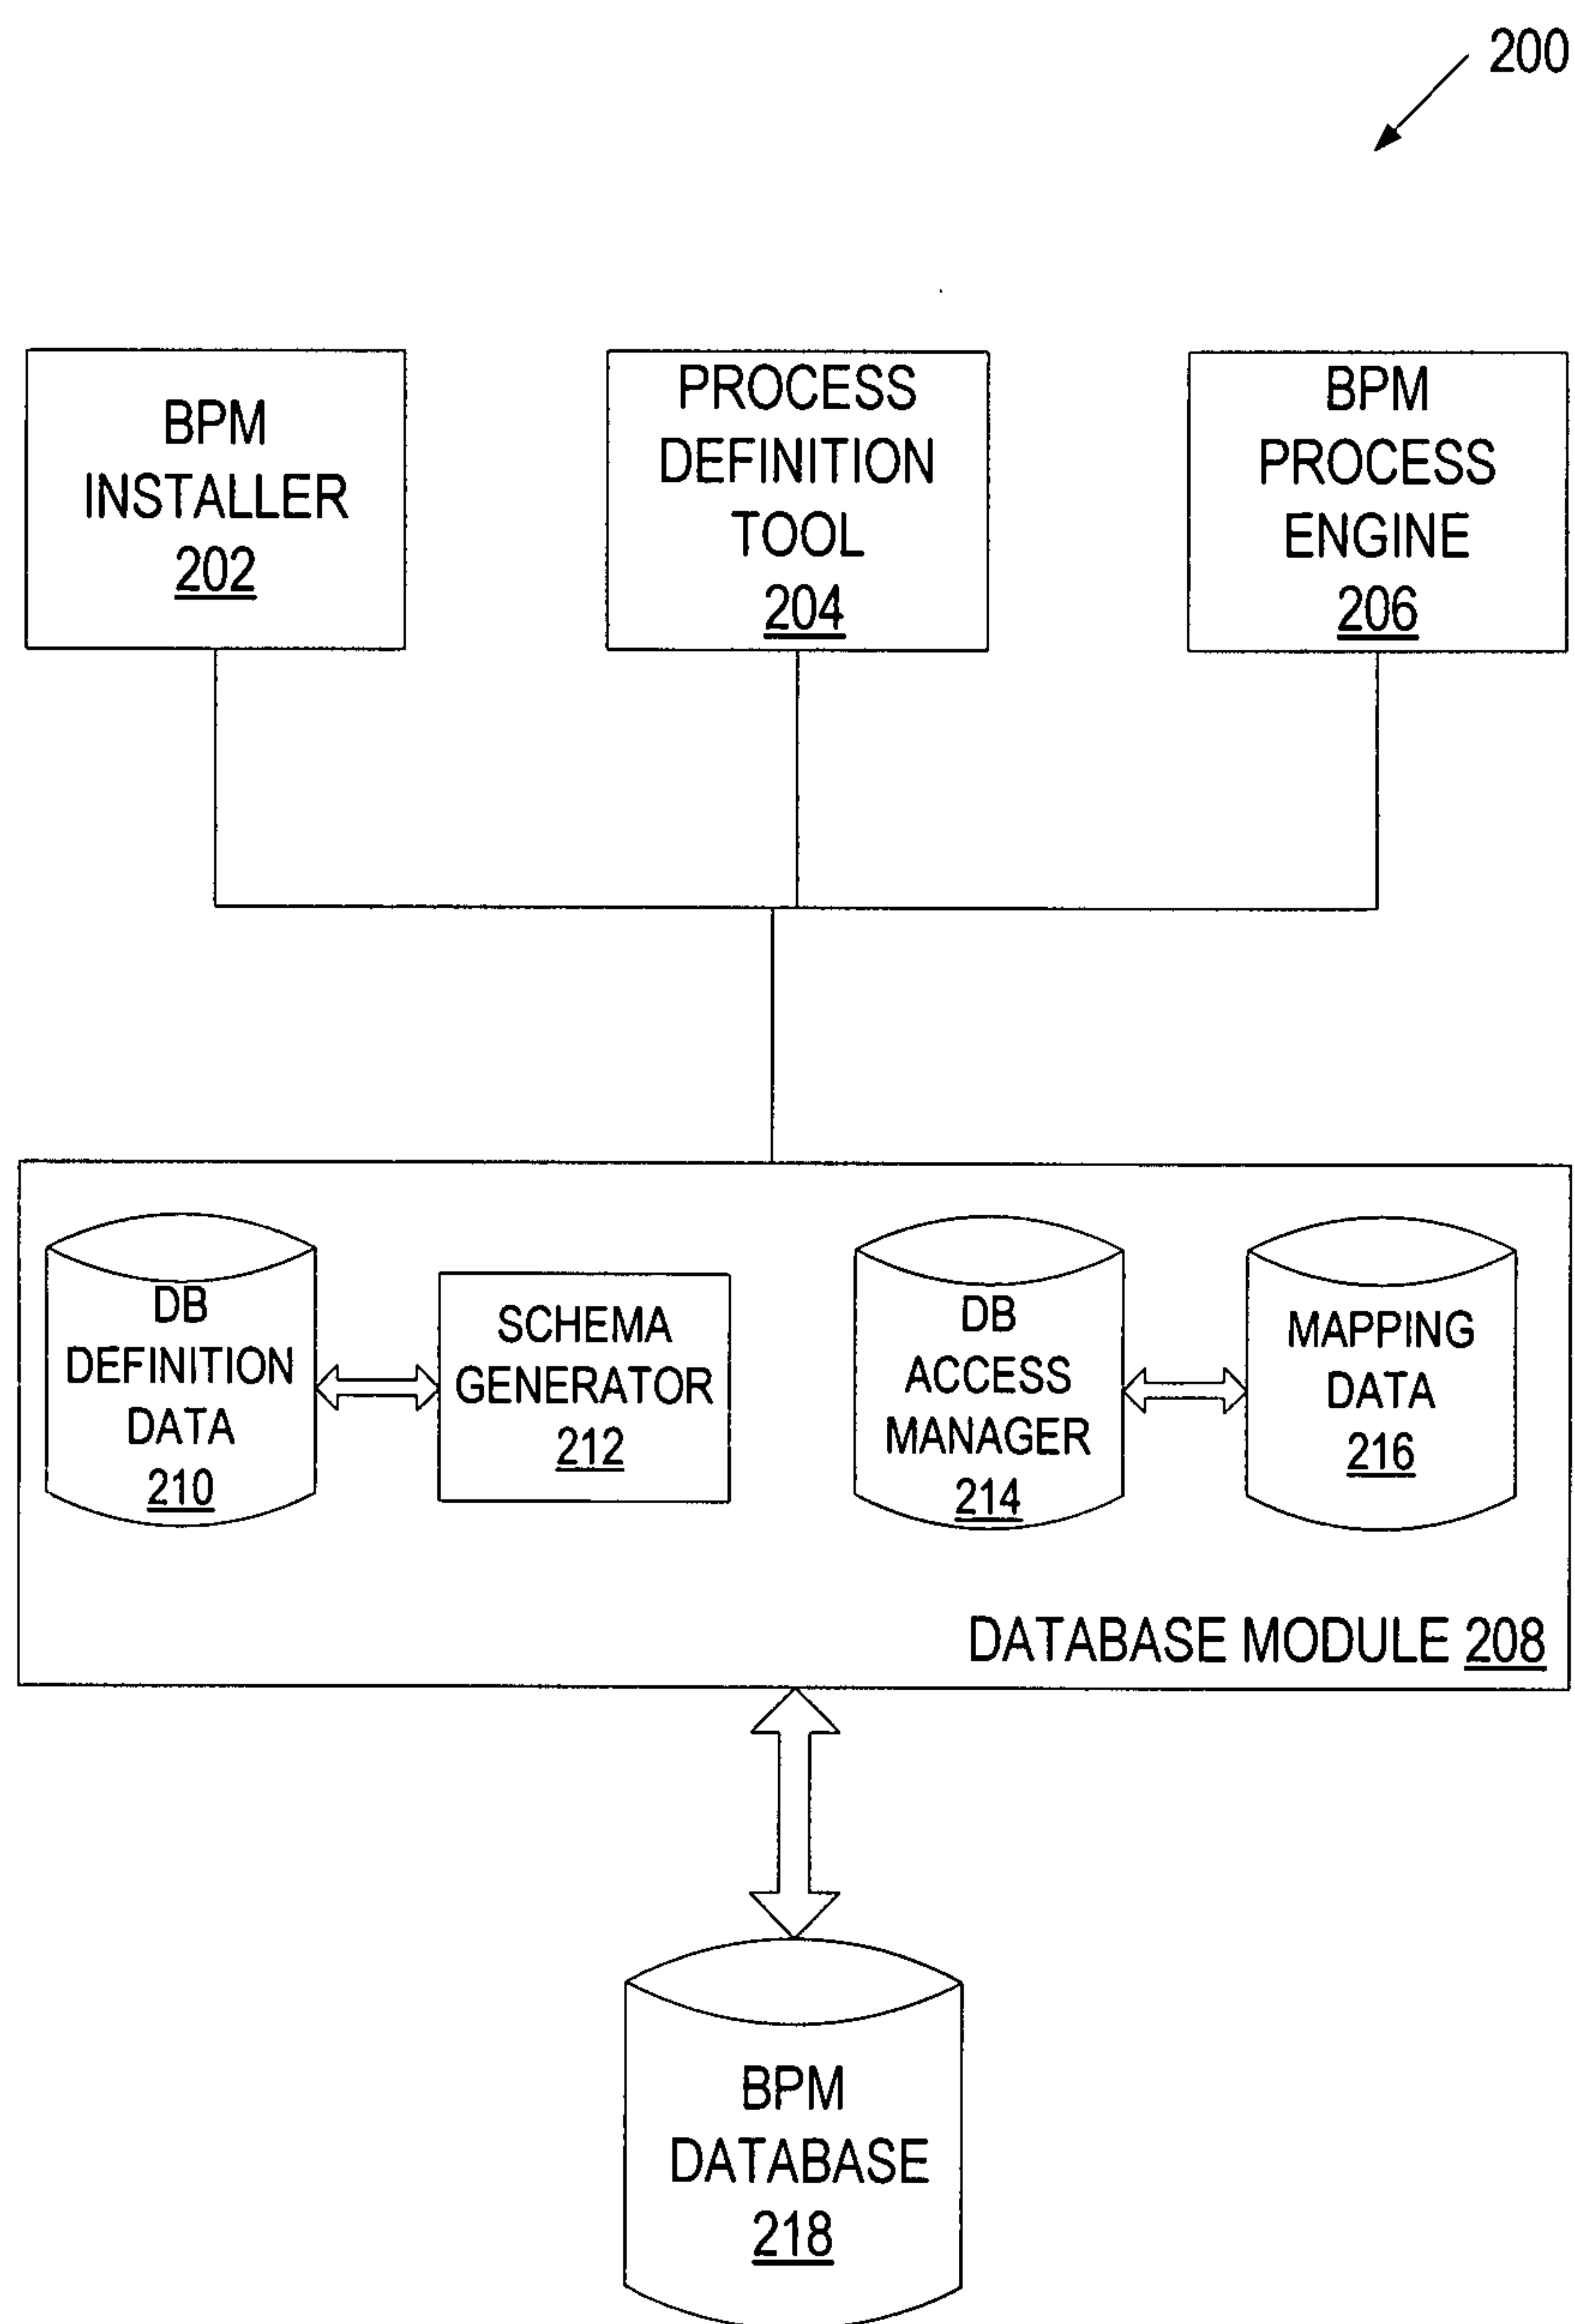 200
BPM
INSTALLER
202
PROCESS
DEFINITION
TOOL
204
BPM
PROCESS
ENGINE
206
DB
DEFINITION
DATA
210
SCHEMA
GENERATOR
212
DB
ACCESS
MANAGER
214
MAPPING
DATA
216
DATABASE MODULE 208
BPM
DATABASE
218